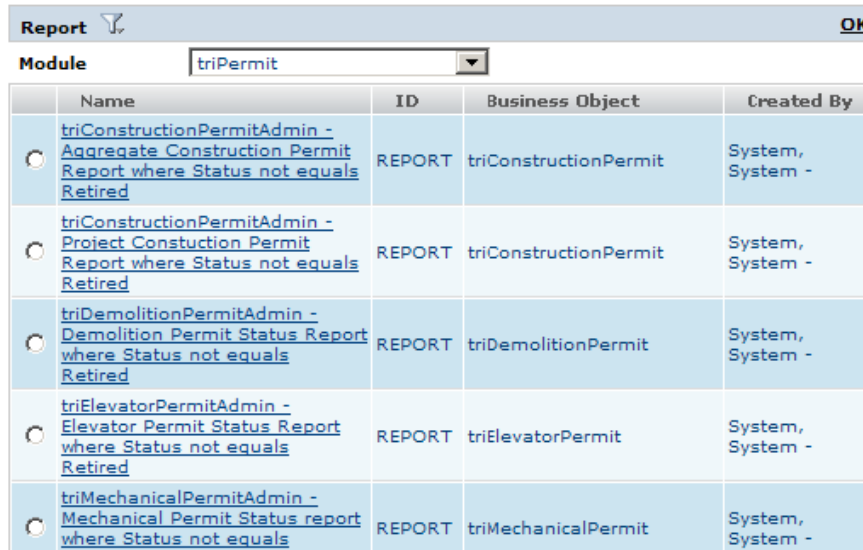 Report OK
Module triPermit
Name ID Business Object Created By
triConstructionPermitAdmin -
Aggregate Construction Permit
Report where Status not equals
Retired
REPORT triConstructionPermit
System,
System -
triConstructionPermitAdmin -
Project Constuction Permit
Report where Status not equals
Retired
REPORT triConstructionPermit
System,
System -
triDemolitionPermitAdmin -
Demolition Permit Status Report
where Status not equals
Retired
REPORT triDemolitionPermit
System,
System -
triElevatorPermitAdmin -
Elevator Permit Status Report
where Status not equals
Retired
REPORT triElevatorPermit
System,
System -
triMechanicalPermitAdmin -
Mechanical Permit Status report
where Status not equals
REPORT triMechanicalPermit
System,
System -